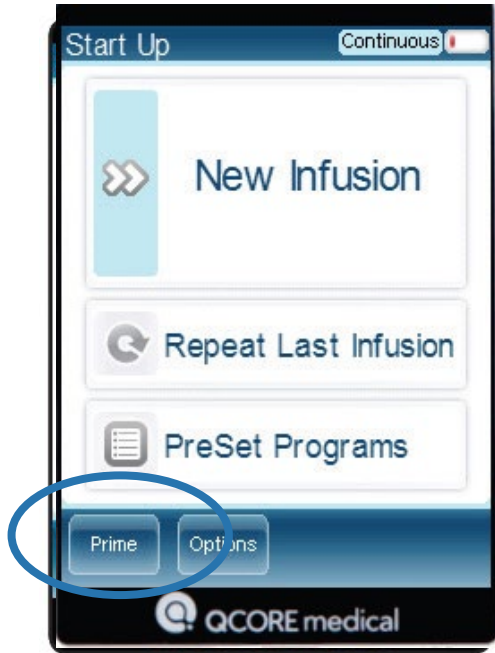 Start Up Continuous
New Infusion
Repeat Last Infusion
PreSet Programs
Prime Options
QCORE medical